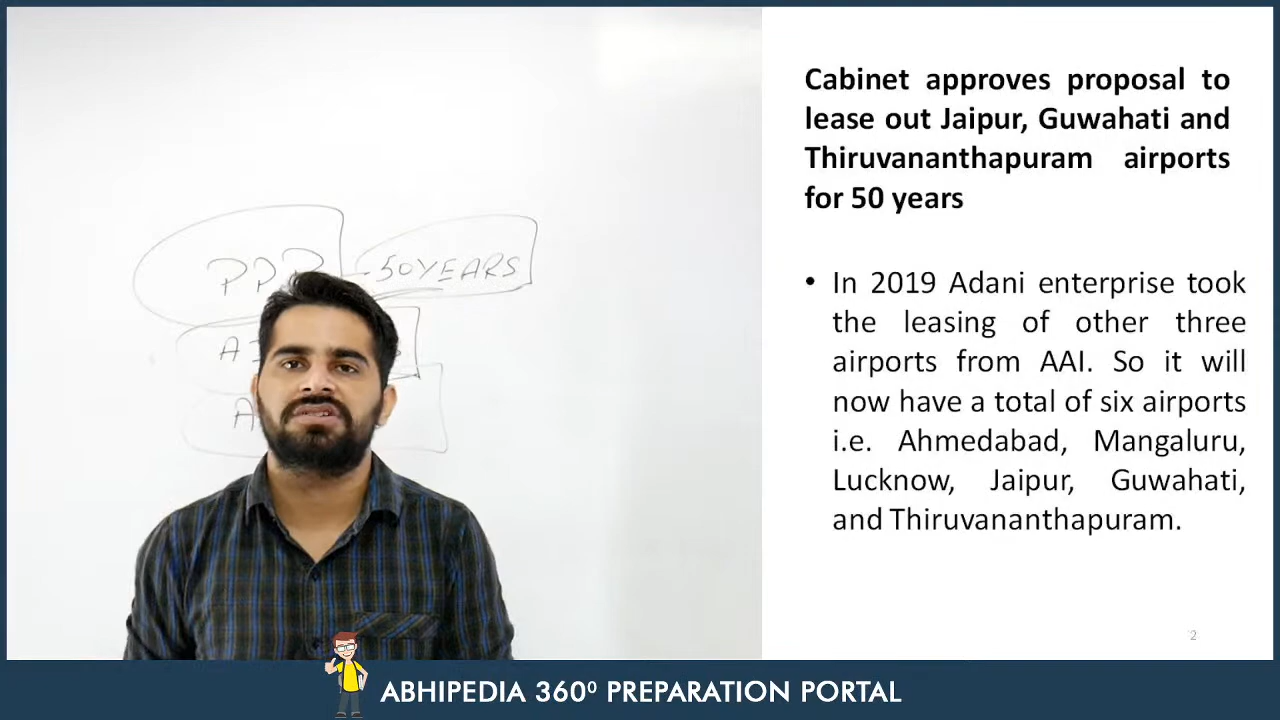 PPP 50YEARS
Cabinet approves proposal to
lease out Jaipur, Guwahati and
Thiruvananthapuram airports
for 50 years
• In 2019 Adani enterprise took
the leasing of other three
airports from AAI. So it will
now have a total of six airports
i.e. Ahmedabad, Mangaluru,
Lucknow, Jaipur, Guwahati,
and Thiruvananthapuram.
2
ABHIPEDIA 360⁰ PREPARATION PORTAL